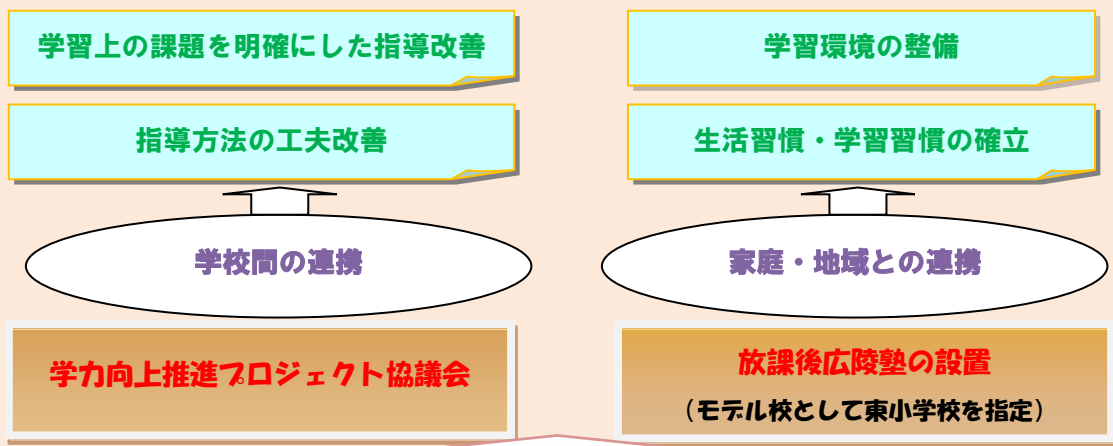 学習上の課題を明確にした指導改善
学習環境の整備
指導方法の工夫改善
生活習慣・学習習慣の確立
学校間の連携
家庭・地域との連携
学力向上推進プロジェクト協議会
放課後広陵塾の設置
（モデル校として東小学校を指定）